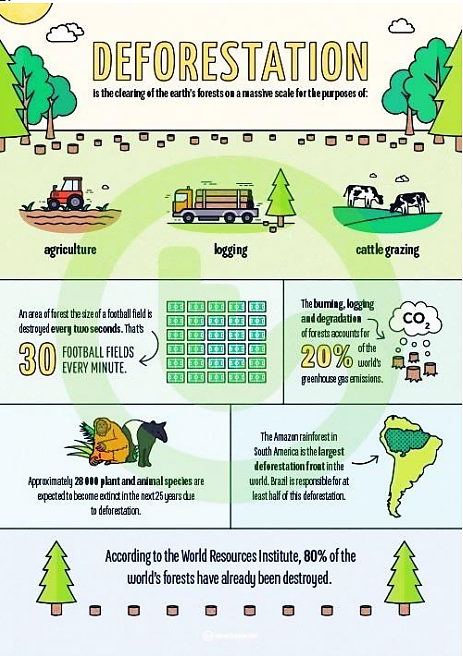 DEFORESTATION
is the clearing of the earth's forests on a massive scale for the purposes of:
agriculture
logging
cattle grazing
An area of forest the size of a football field is
destroyed every two seconds. That's
30 FOOTBALL FIELDS
EVERY MINUTE.
The burning, logging
and degradation
of forests accounts for
20% of the
world's
greenhouse gas emissions.
CO2
Approximately 28 000 plant and animal species are
expected to become extinct in the next 25 years due
to deforestation.
The Amazon rainforest in
South America is the largest
deforestation front in the
world. Brazil is responsible for at
least half of this deforestation.
According to the World Resources Institute, 80% of the
world's forests have already been destroyed.